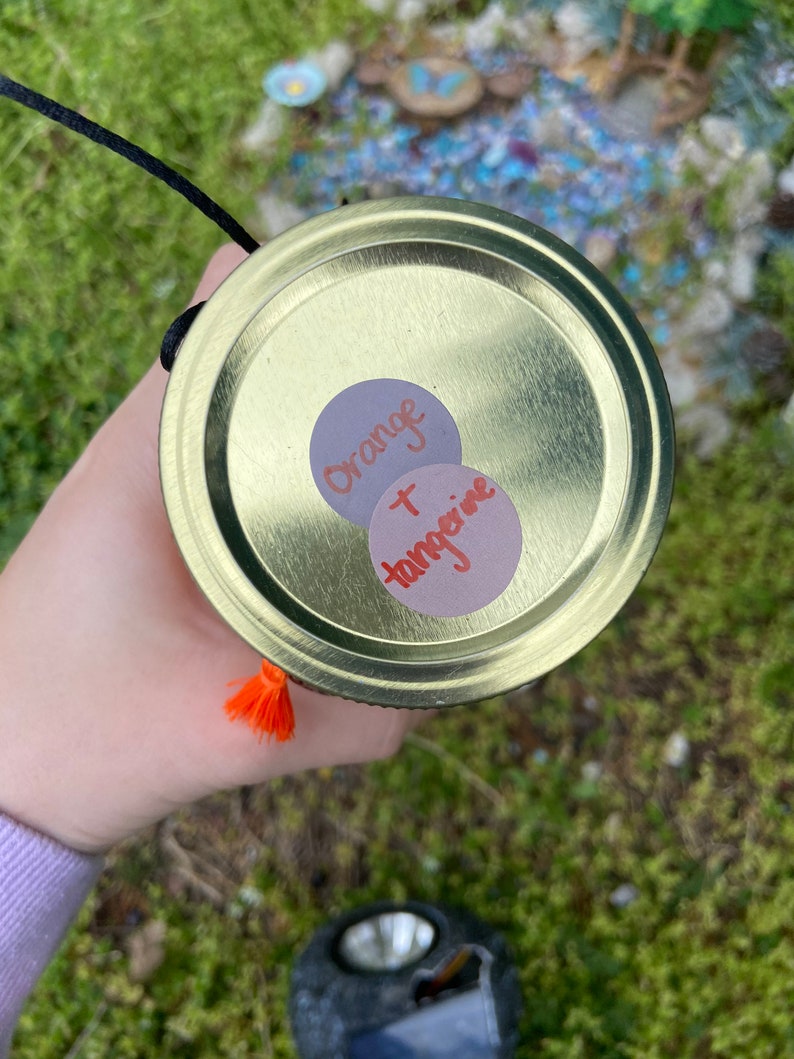 orange
+
tangerine